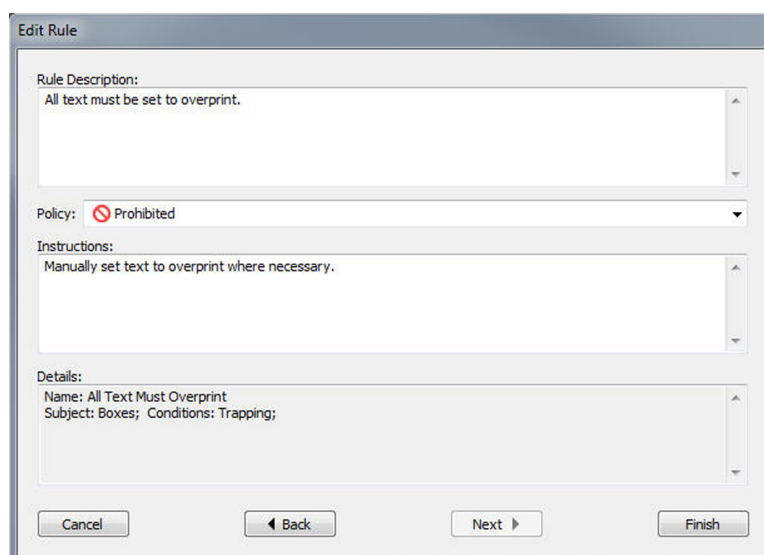 Edit Rule
Rule Description:
All text must be set to overprint.
Policy: Prohibited
Instructions:
Manually set text to overprint where necessary.
Details:
Name: All Text Must Overprint
Subject: Boxes;  Conditions: Trapping;
Cancel Back Next Finish